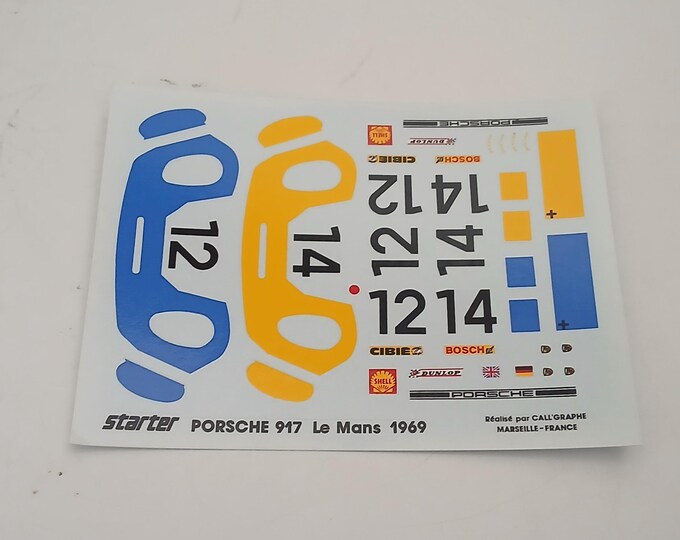 PORSCHE
SHELL
DUNLOP
CIBIE
BOSCH
12
14
12
14
12
14
12
14
CIBIE
BOSCH
SHELL
DUNLOP
PORSCHE
starter PORSCHE 917 Le Mans 1969
Réalisé par CALL'GRAPHE
MARSEILLE-FRANCE